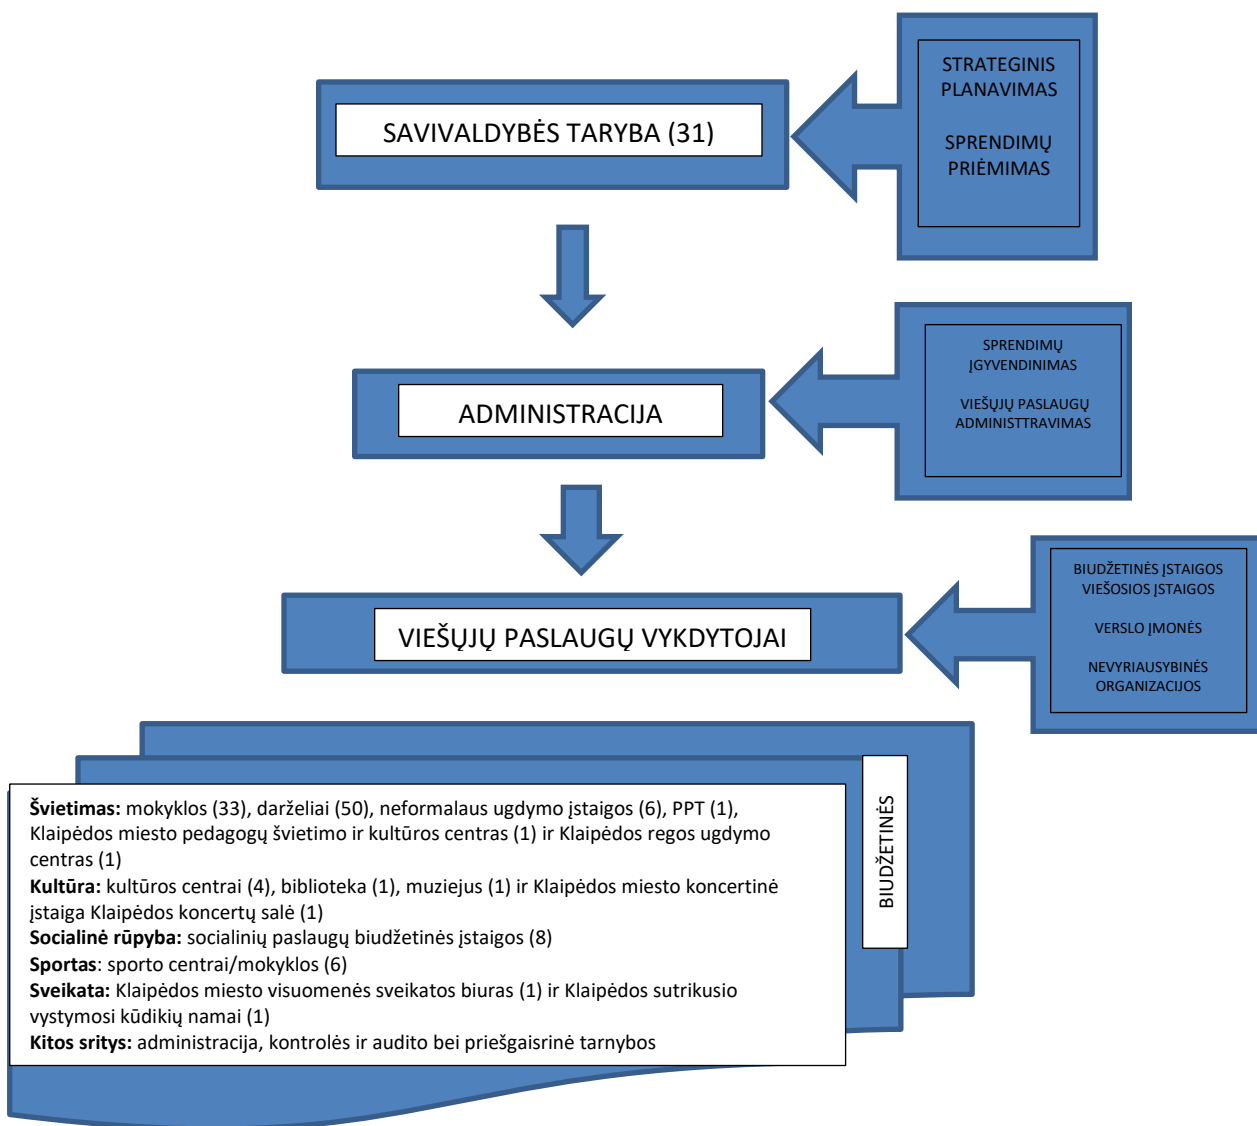 STRATEGINIS
PLANAVIMAS
SPRENDIMŲ
PRIĖMIMAS
SAVIVALDYBĖS TARYBA (31)
SPRENDIMŲ
ĮGYVENDINIMAS
VIEŠŲJŲ PASLAUGŲ
ADMINISTTRAVIMAS
ADMINISTRACIJA
BIUDŽETINĖS ĮSTAIGOS
VIEŠOSIOS ĮSTAIGOS
VERSLO ĮMONĖS
NEVYRIAUSYBINĖS
ORGANIZACIJOS
VIEŠŲJŲ PASLAUGŲ VYKDYTOJAI
BIUDŽETINĖS
Švietimas: mokyklos (33), darželiai (50), neformalaus ugdymo įstaigos (6), PPT (1),
Klaipėdos miesto pedagogų švietimo ir kultūros centras (1) ir Klaipėdos regos ugdymo
centras (1)
Kultūra: kultūros centrai (4), biblioteka (1), muziejus (1) ir Klaipėdos miesto koncertinė
įstaiga Klaipėdos koncertų salė (1)
Socialinė rūpyba: socialinių paslaugų biudžetinės įstaigos (8)
Sportas: sporto centrai/mokyklos (6)
Sveikata: Klaipėdos miesto visuomenės sveikatos biuras (1) ir Klaipėdos sutrikusio
vystymosi kūdikių namai (1)
Kitos sritys: administracija, kontrolės ir audito bei priešgaisrinė tarnybos